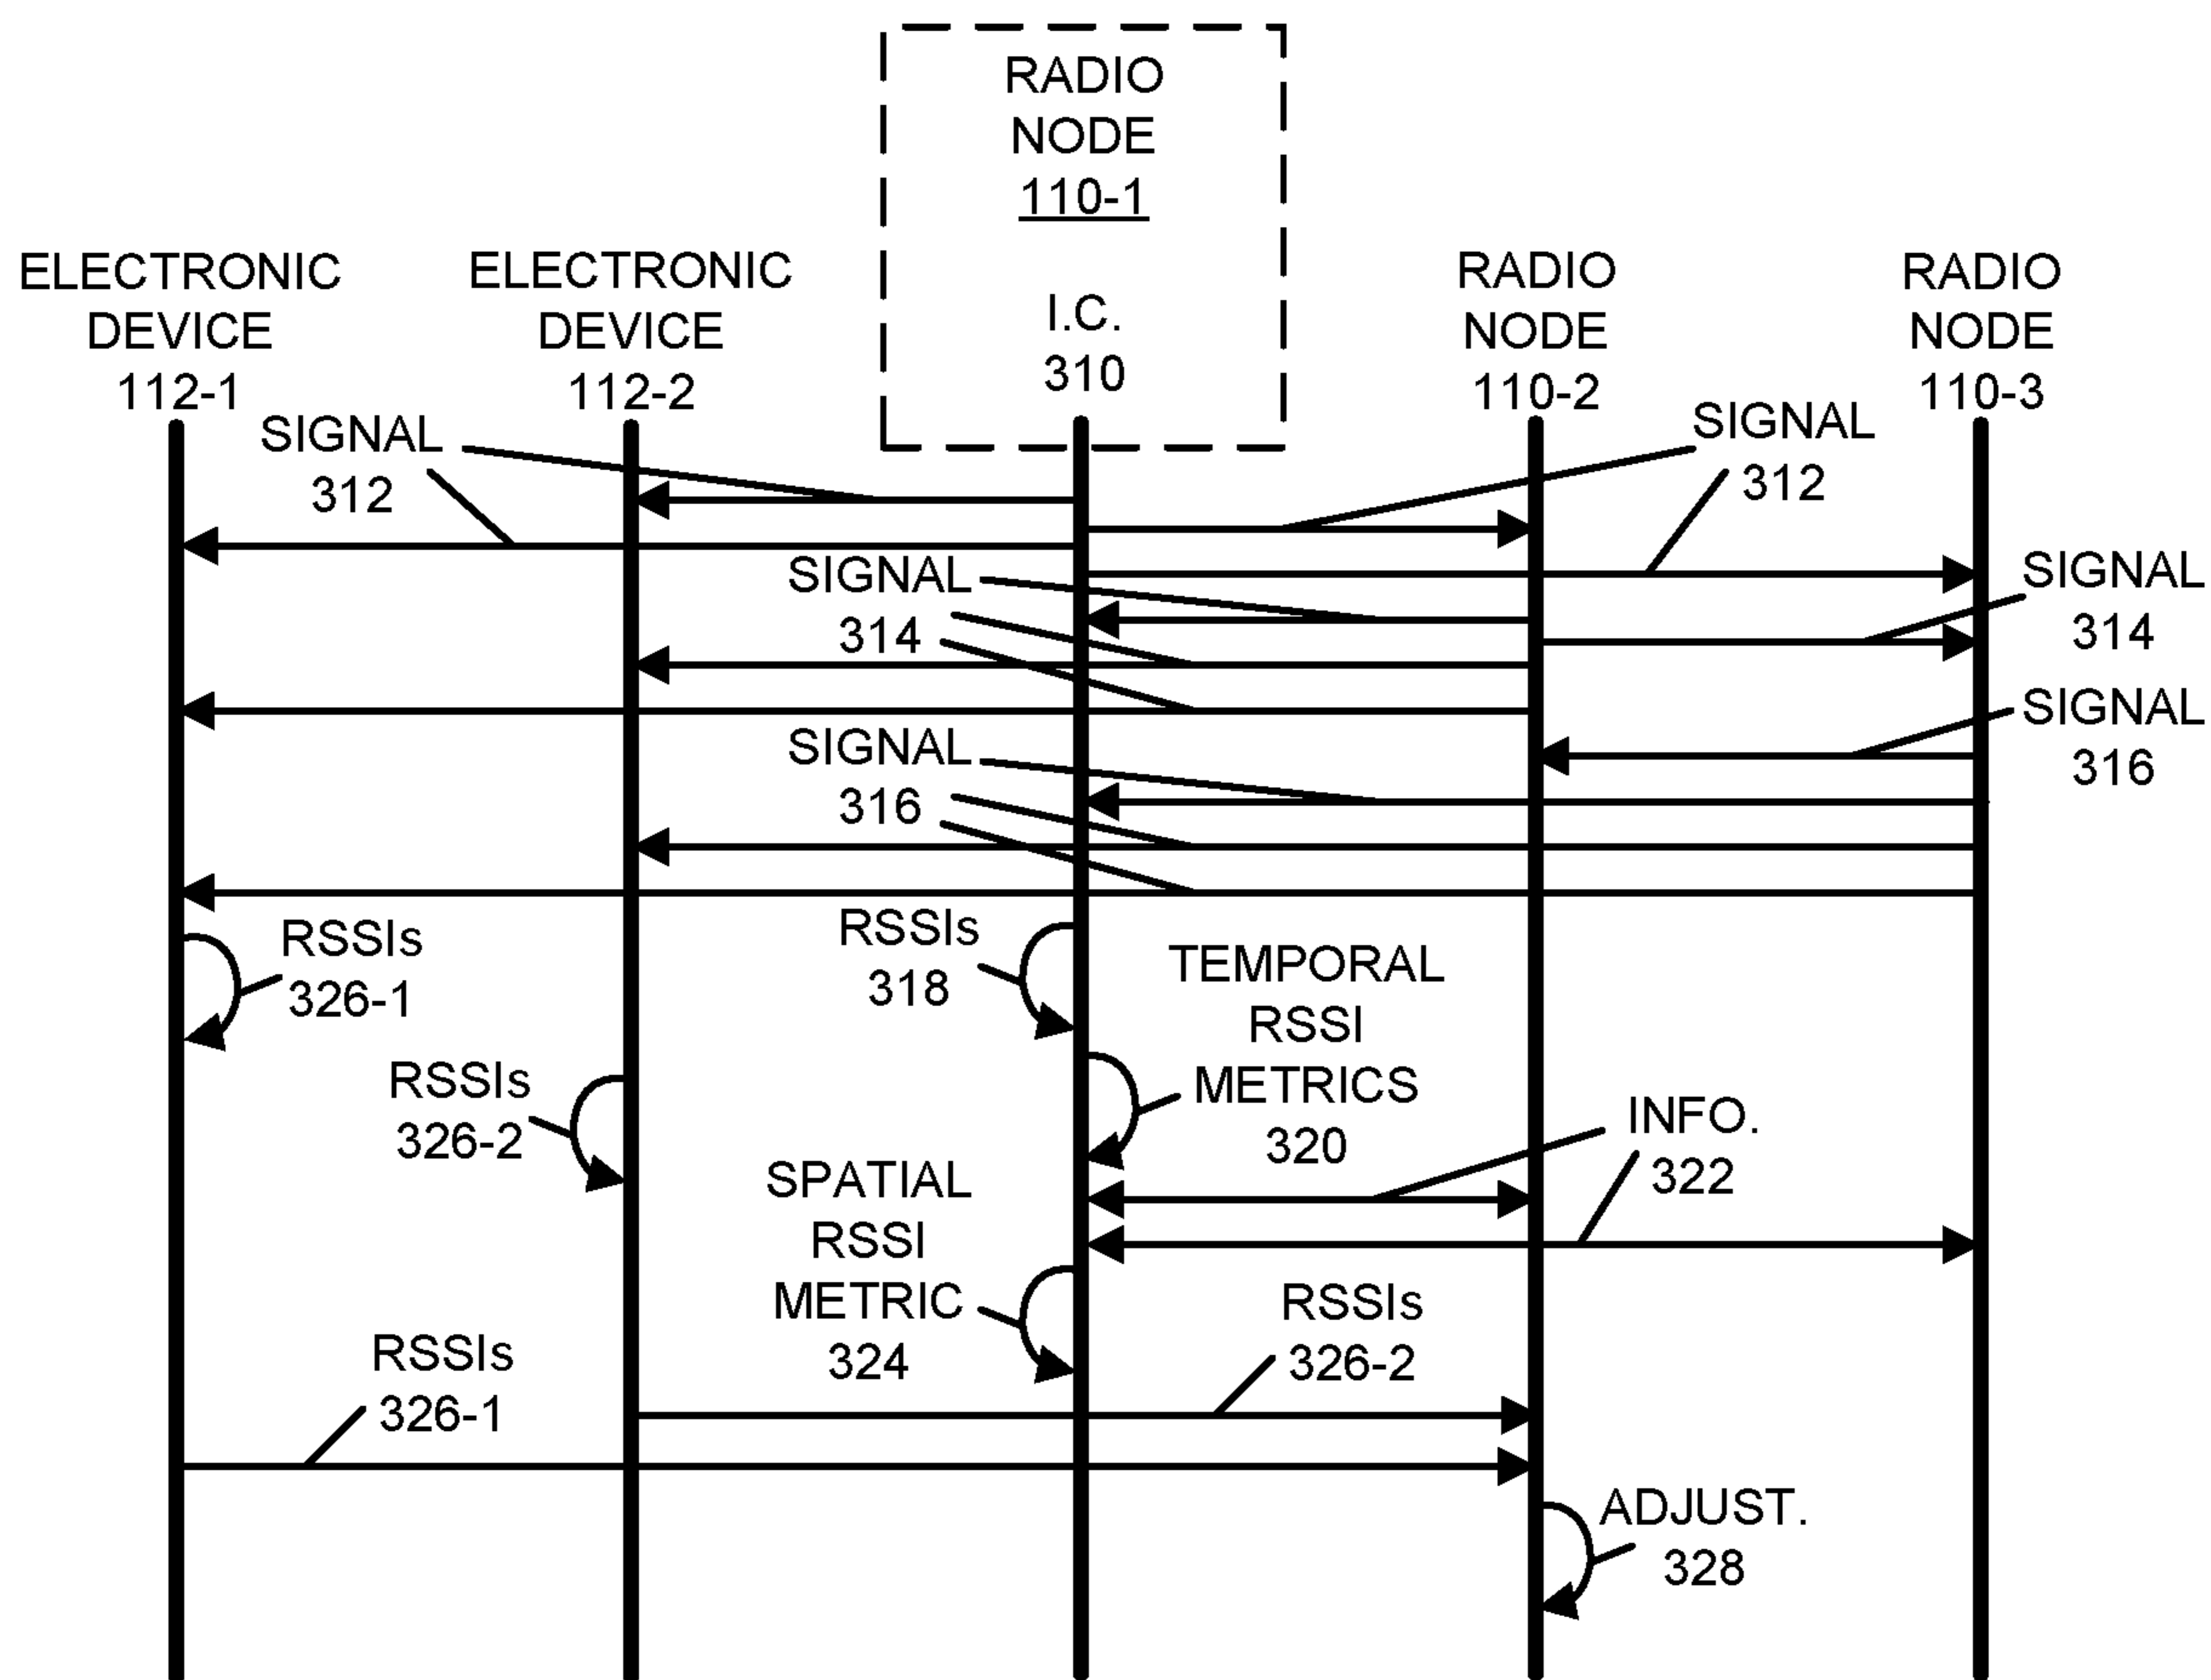 RADIO
NODE
110-1
I.C.
310
ELECTRONIC
DEVICE
112-1
ELECTRONIC
DEVICE
112-2
RADIO
NODE
110-2
RADIO
NODE
110-3
SIGNAL
312
SIGNAL
312
SIGNAL
314
SIGNAL
314
SIGNAL
316
SIGNAL
316
RSSIs
326-1
RSSIs
318
TEMPORAL
RSSI
METRICS
320
RSSIs
326-2
INFO.
322
SPATIAL
RSSI
METRIC
324
RSSIs
326-2
RSSIs
326-1
ADJUST.
328